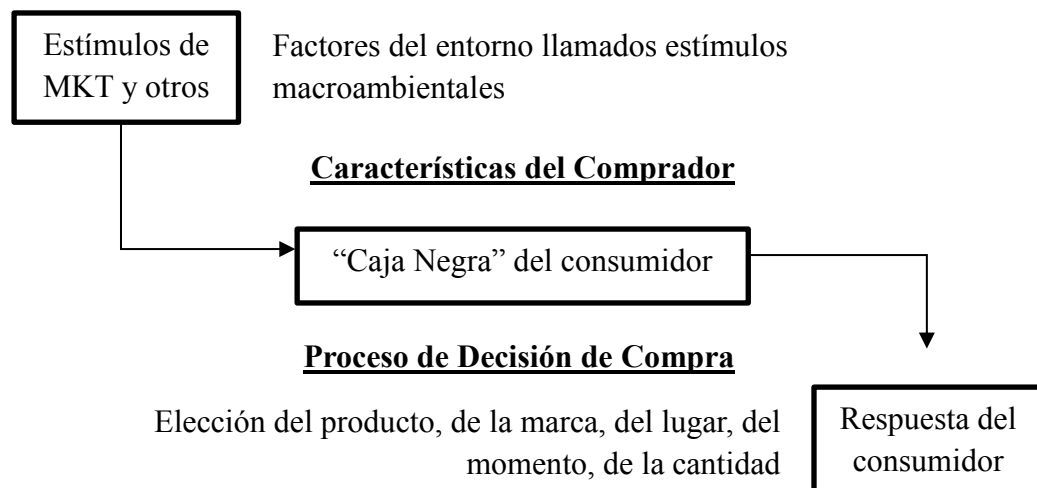 Estímulos de
MKT y otros
Factores del entorno llamados estímulos
macroambientales
Características del Comprador
“Caja Negra” del consumidor
Proceso de Decisión de Compra
Elección del producto, de la marca, del lugar, del
momento, de la cantidad
Respuesta del
consumidor